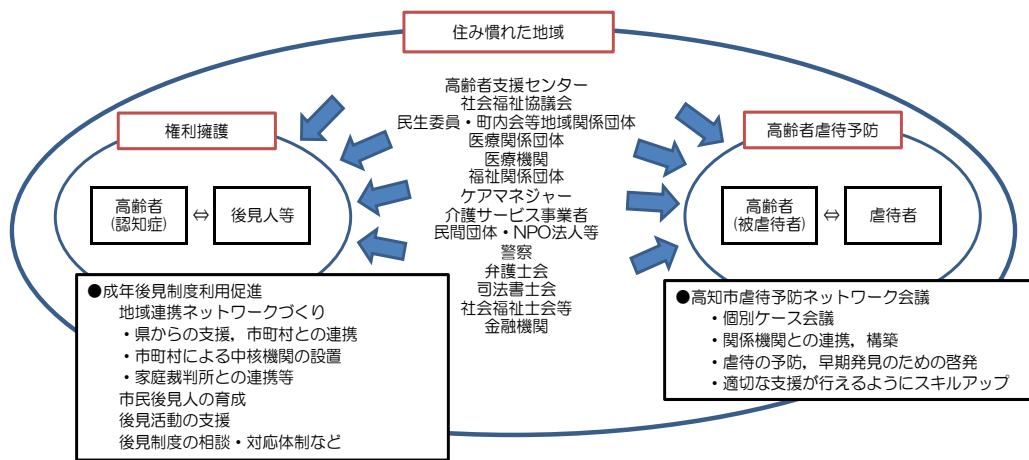 住み慣れた地域
高齢者支援センター
社会福祉協議会
民生委員・町内会等地域関係団体
医療関係団体
医療機関
福祉関係団体
ケアマネジャー
介護サービス事業者
民間団体・NPO法人等
警察
弁護士会
司法書士会
社会福祉士会等
金融機関
権利擁護
高齢者
(認知症)
⇔
後見人等
●成年後見制度利用促進
地域連携ネットワークづくり
・県からの支援，市町村との連携
・市町村による中核機関の設置
・家庭裁判所との連携等
市民後見人の育成
後見活動の支援
後見制度の相談・対応体制など
高齢者虐待予防
高齢者
(被虐待者)
⇔
虐待者
●高知市虐待予防ネットワーク会議
・個別ケース会議
・関係機関との連携，構築
・虐待の予防，早期発見のための啓発
・適切な支援が行えるようにスキルアップ